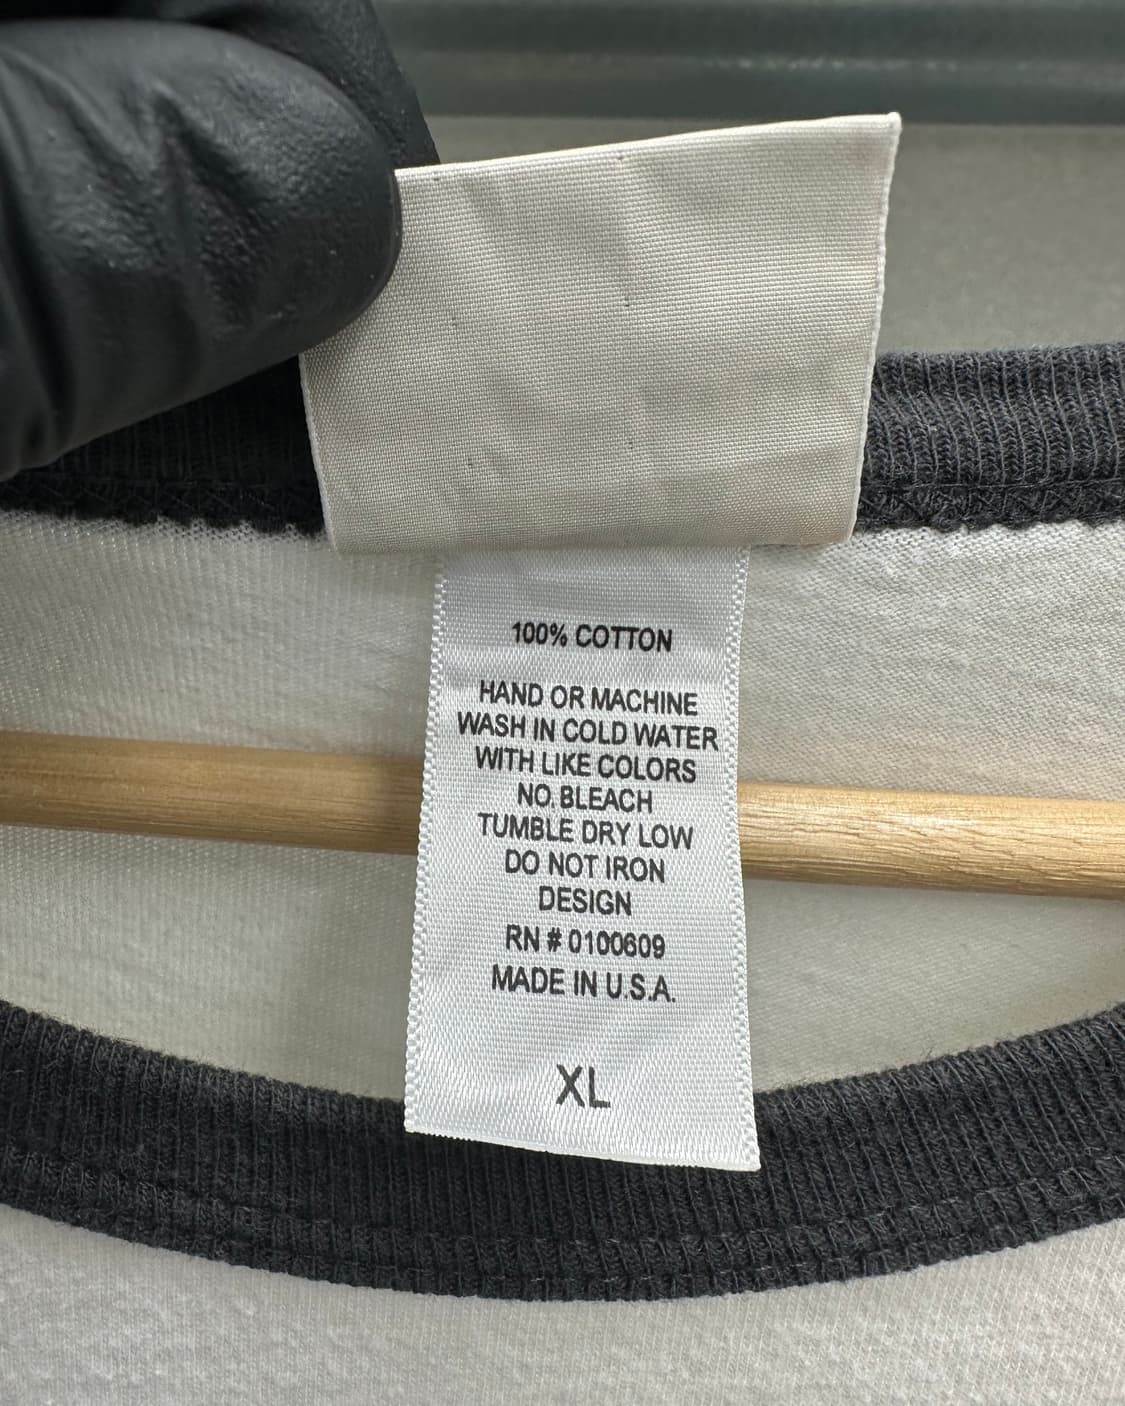 100% COTTON
HAND OR MACHINE
WASH IN COLD WATER
WITH LIKE COLORS
NO. BLEACH
TUMBLE DRY LOW
DO NOT IRON
DESIGN
RN # 0100609
MADE IN U.S.A.
XL